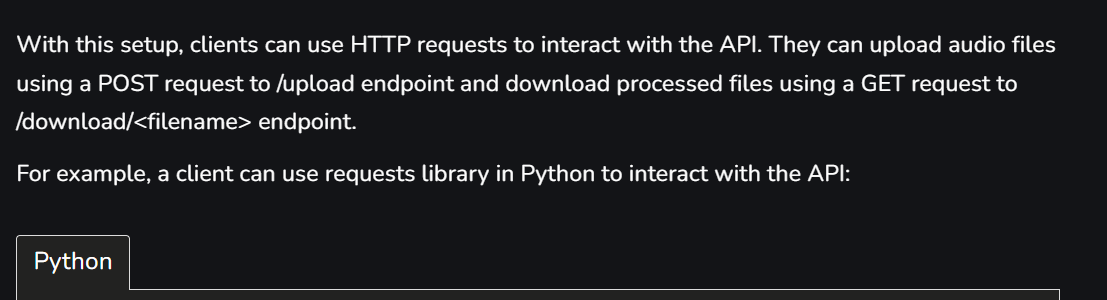 With this setup, clients can use HTTP requests to interact with the API. They can upload audio files
using a POST request to /upload endpoint and download processed files using a GET request to
/download/<filename> endpoint.
For example, a client can use requests library in Python to interact with the API:
Python